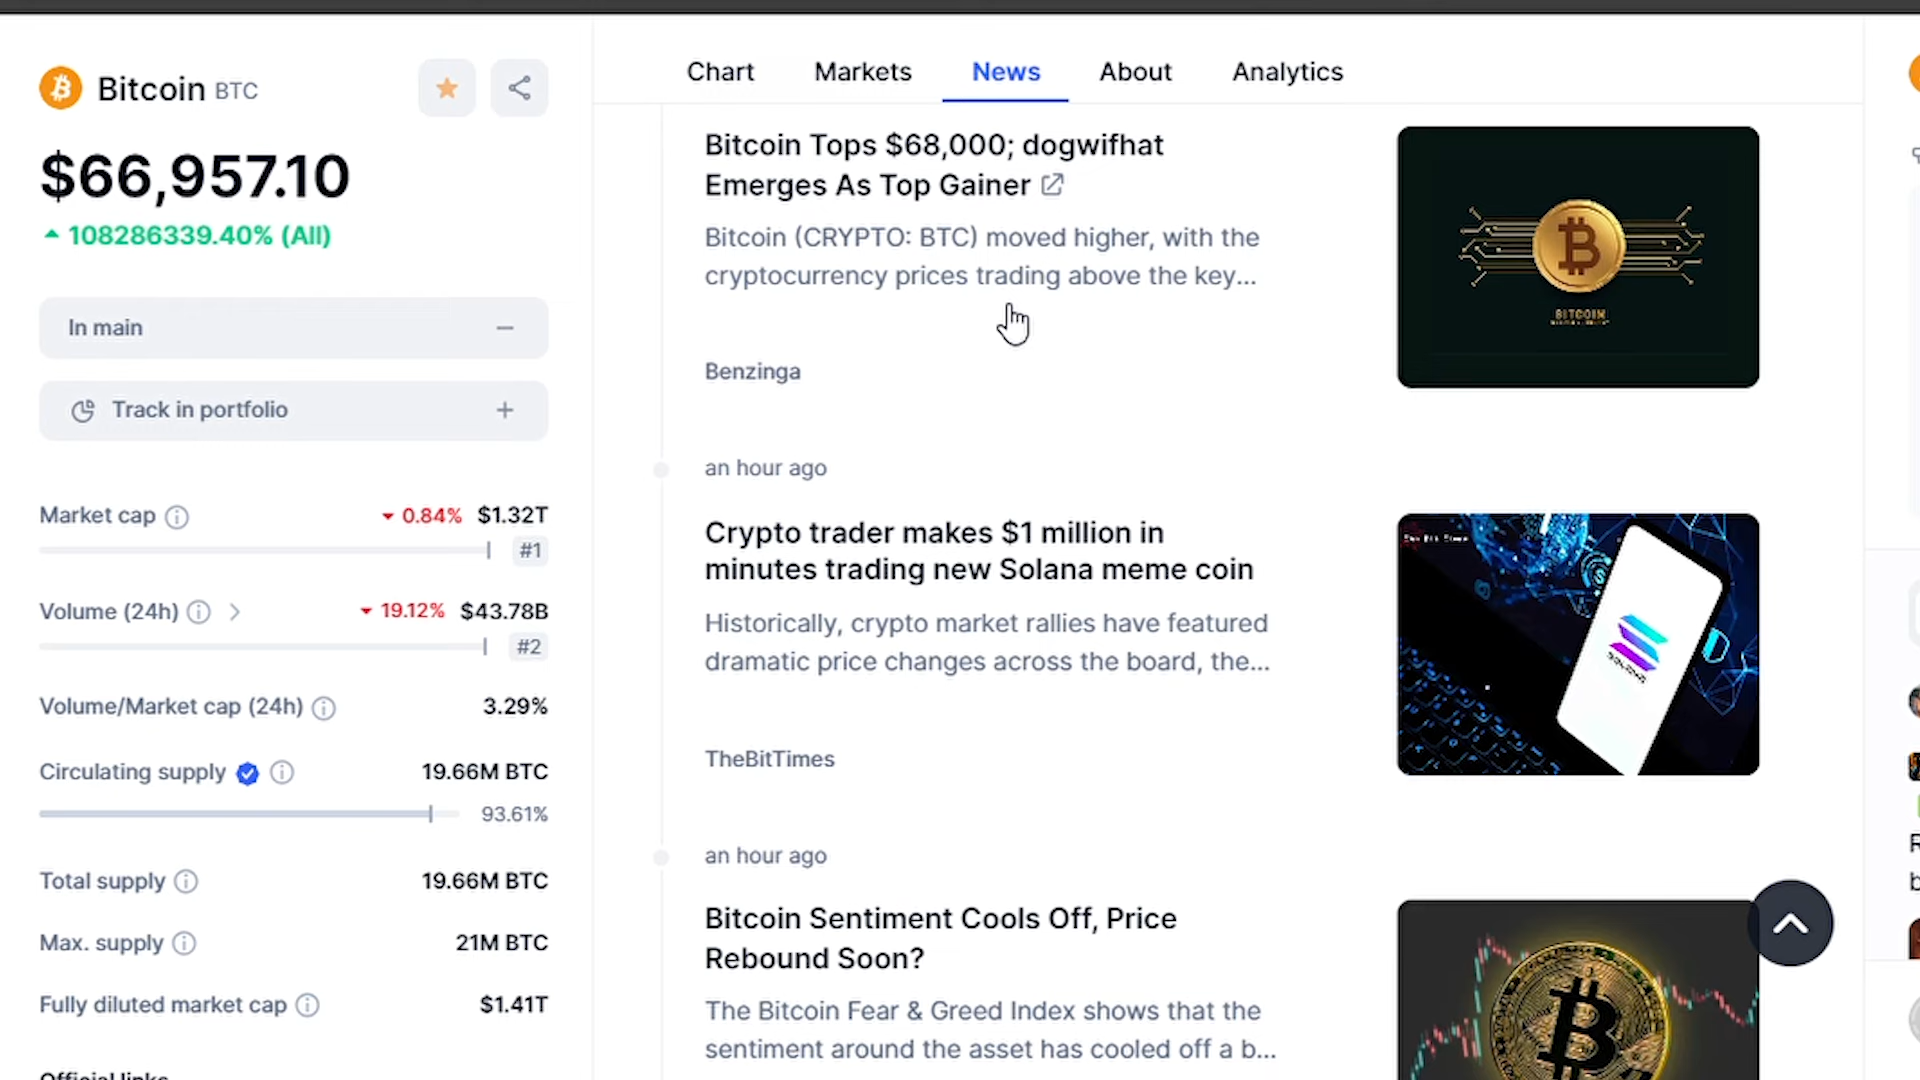 Bitcoin BTC
$66,957.10
108286339.40% (All)
In main
Track in portfolio
Market cap
0.84% $1.32T
#1
Volume (24h)
19.12% $43.78B
#2
Volume/Market cap (24h)
3.29%
Circulating supply
19.66M BTC
93.61%
Total supply
19.66M BTC
Max. supply
21M BTC
Fully diluted market cap
$1.41T
Official links
Chart Markets News About Analytics
Bitcoin Tops $68,000; dogwifhat
Emerges As Top Gainer
Bitcoin (CRYPTO: BTC) moved higher, with the
cryptocurrency prices trading above the key...
Benzinga
BITCOIN
an hour ago
Crypto trader makes $1 million in
minutes trading new Solana meme coin
Historically, crypto market rallies have featured
dramatic price changes across the board, the...
TheBitTimes
an hour ago
Bitcoin Sentiment Cools Off, Price
Rebound Soon?
The Bitcoin Fear & Greed Index shows that the
sentiment around the asset has cooled off a b...